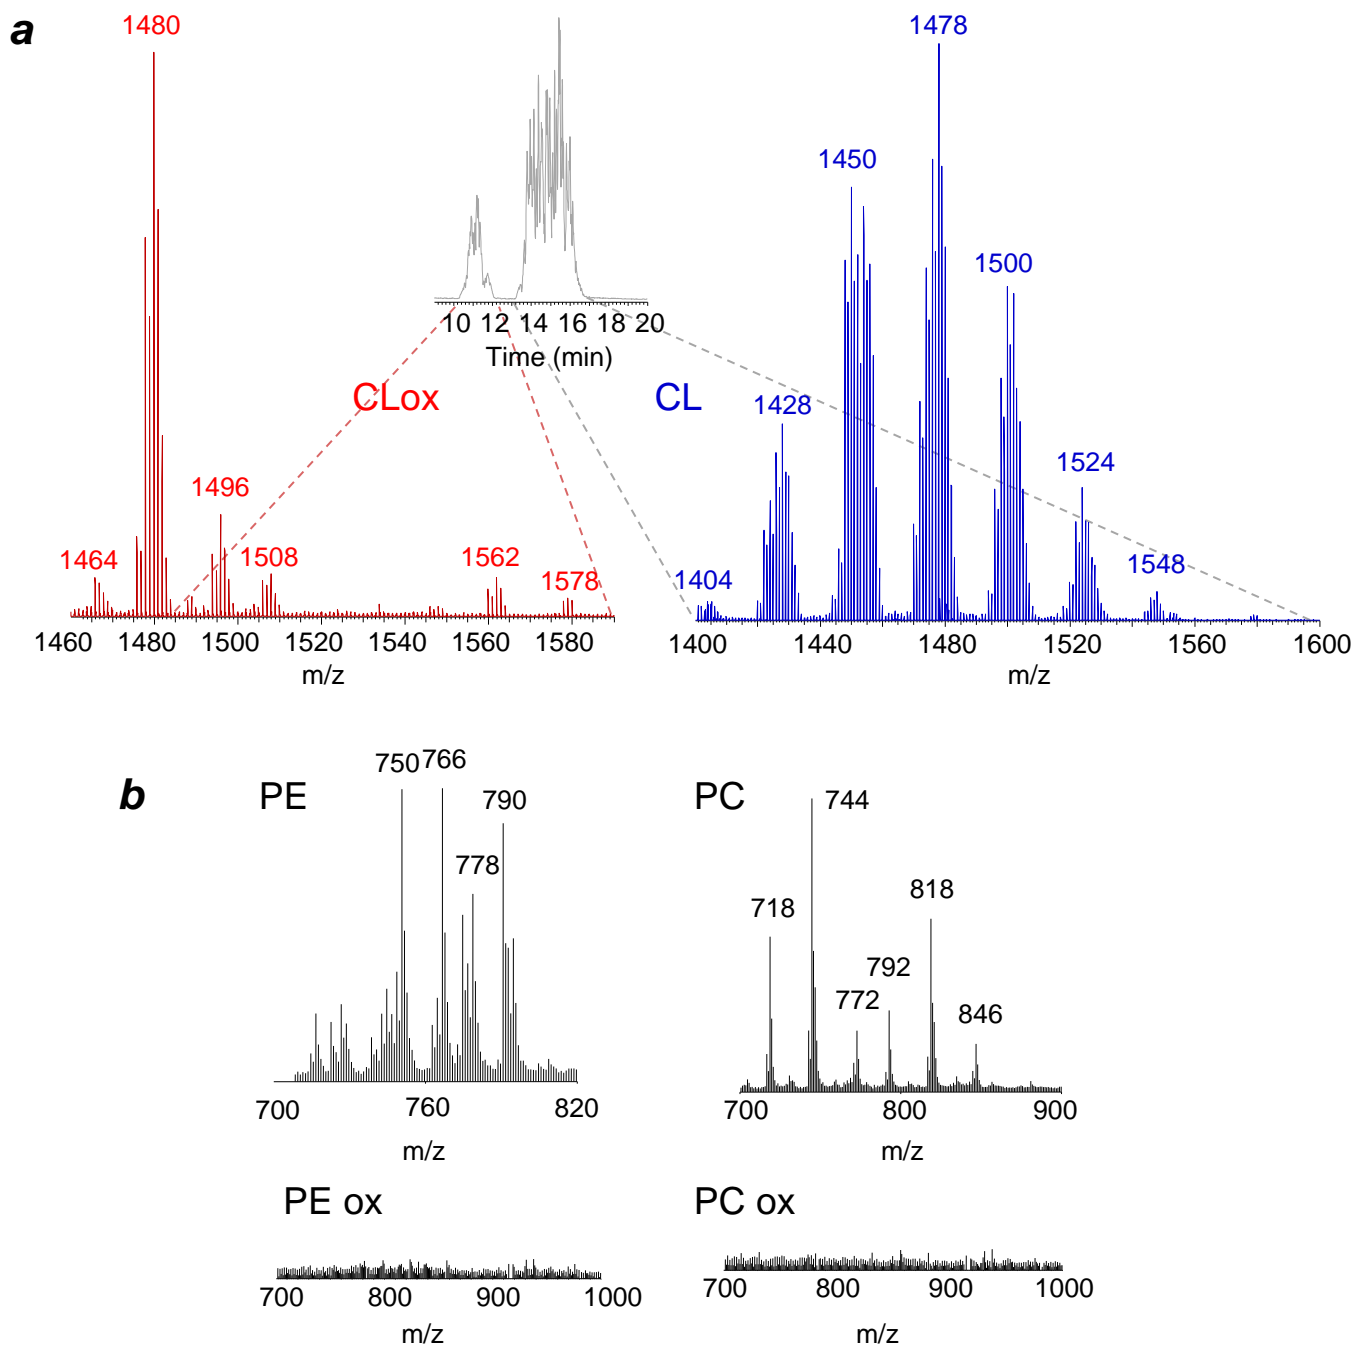 a
1480
1478
1450
1500
1428
1524
1548
1404
10 12 14 16 18 20
Time (min)
CLox
CL
1496
1464
1508
1562
1578
1460 1480 1500 1520 1540 1560 1580
m/z
1400 1440 1480 1520 1560 1600
m/z
b
PE
750 766
790
778
700 760 820
m/z
PC
744
718
818
792
772
846
700 800 900
m/z
PE ox
700 800 900 1000
m/z
PC ox
700 800 900 1000
m/z